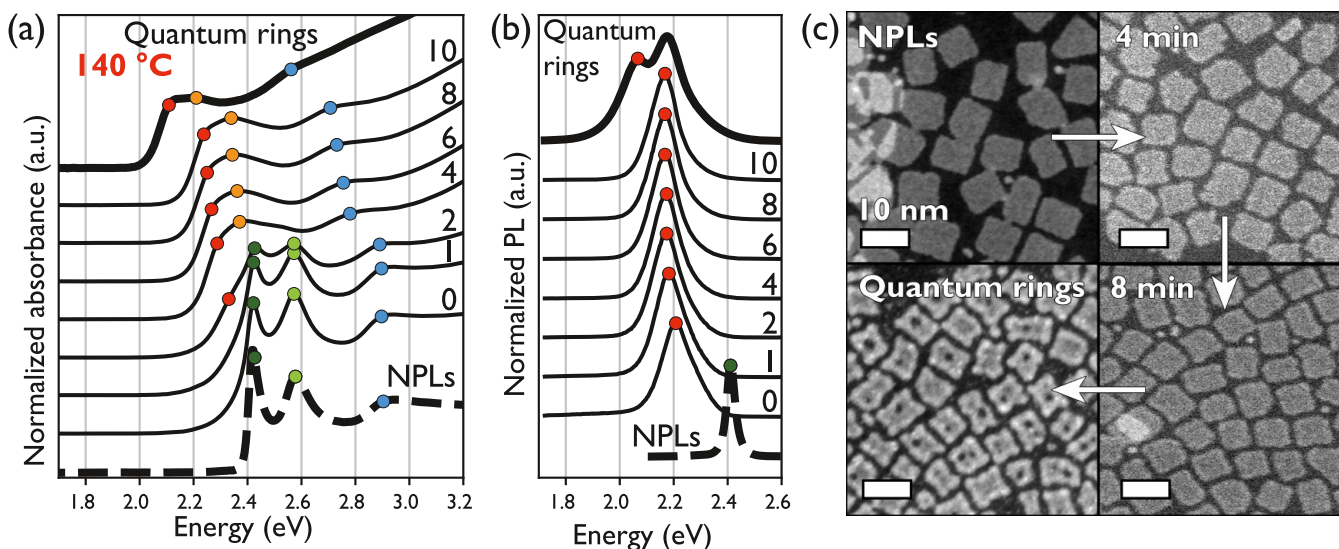 (a)
Quantum rings
140 °C
10
8
6
4
2
1
0
NPLs
Normalized absorbance (a.u.)
1.8 2.0 2.2 2.4 2.6 2.8 3.0 3.2
Energy (eV)
(b)
Quantum
rings
10
8
6
4
2
1
0
NPLs
Normalized PL (a.u.)
1.8 2.0 2.2 2.4 2.6
Energy (eV)
(c)
NPLs
10 nm
4 min
Quantum rings
8 min